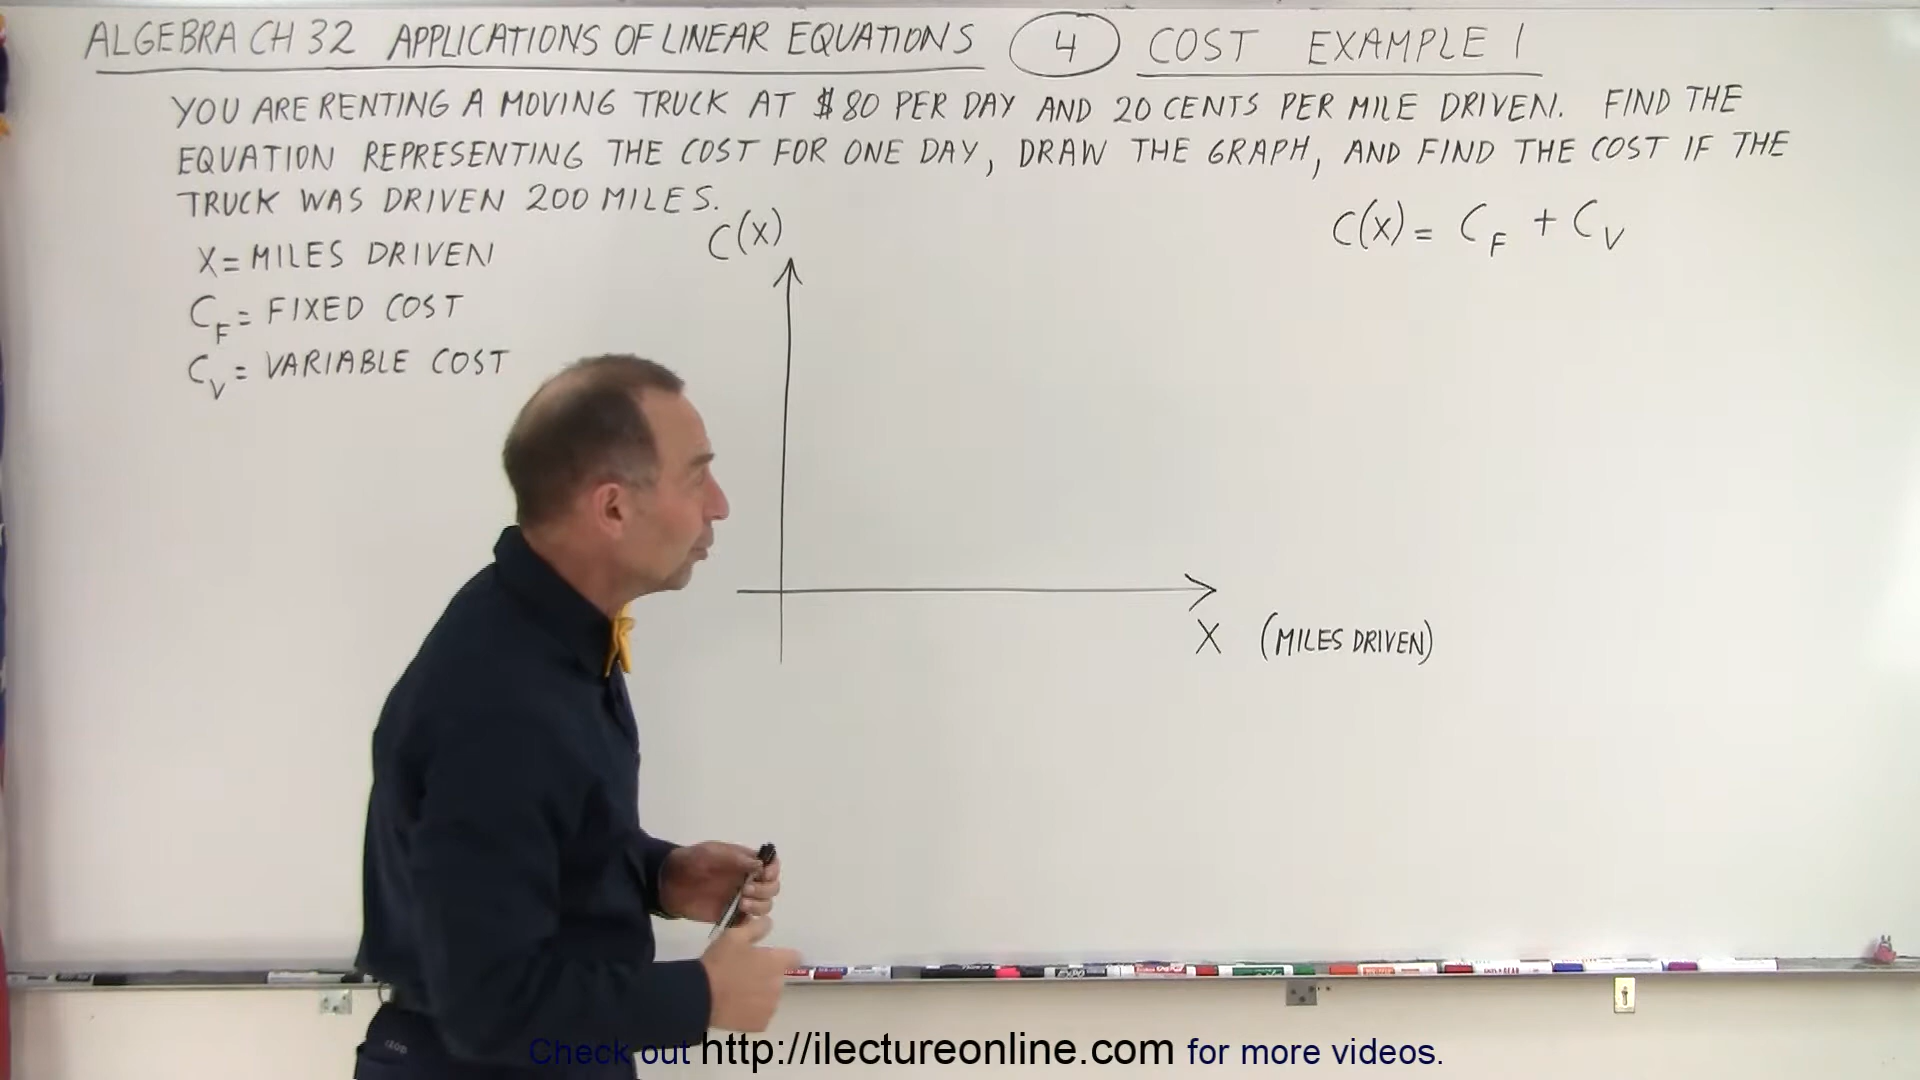 ALGEBRA CH 32 APPLICATIONS OF LINEAR EQUATIONS 4 COST EXAMPLE 1
YOU ARE RENTING A MOVING TRUCK AT $80 PER DAY AND 20 CENTS PER MILE DRIVEN. FIND THE
EQUATION REPRESENTING THE COST FOR ONE DAY, DRAW THE GRAPH, AND FIND THE COST IF THE
TRUCK WAS DRIVEN 200 MILES.
C(X) = C_F + C_V
X = MILES DRIVEN
C_F = FIXED COST
C_V = VARIABLE COST
C(X)
X (MILES DRIVEN)
IZOD
EXPO
Check out http://ilectureonline.com for more videos.